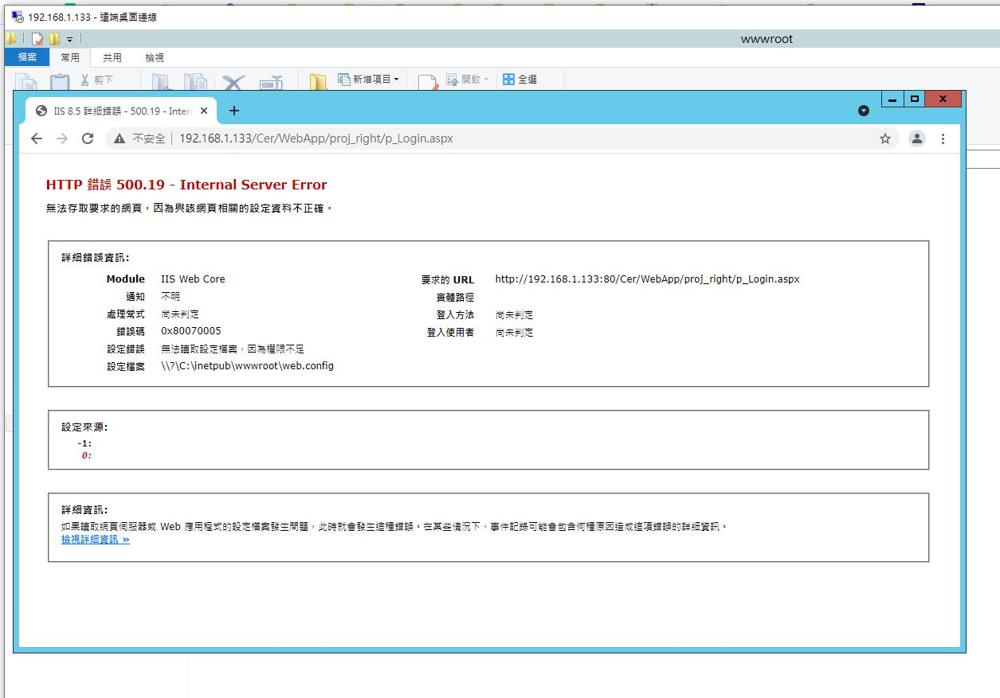 192.168.1.133 - 遠端桌面連線
wwwroot
檔案 常用 共用 檢視
剪下 新增項目 開啟 全選
IIS 8.5 詳細錯誤 - 500.19 - Inter
不安全 192.168.1.133/Cer/WebApp/proj_right/p_Login.aspx
HTTP 錯誤 500.19 - Internal Server Error
無法存取要求的網頁，因為與該網頁相關的設定資料不正確。
詳細錯誤資訊:
Module IIS Web Core 要求的 URL http://192.168.1.133:80/Cer/WebApp/proj_right/p_Login.aspx
通知 不明 實體路徑
處理常式 尚未判定 登入方法 尚未判定
錯誤碼 0x80070005 登入使用者 尚未判定
設定錯誤 無法讀取設定檔案，因為權限不足
設定檔案 \\?\C:\inetpub\wwwroot\web.config
設定來源:
-1:
0:
詳細資訊:
如果讀取網頁伺服器或 Web 應用程式的設定檔案發生問題，此時就會發生這種錯誤。在某些情況下，事件記錄可能會包含何種原因造成這項錯誤的詳細資訊。
檢視詳細資訊 »